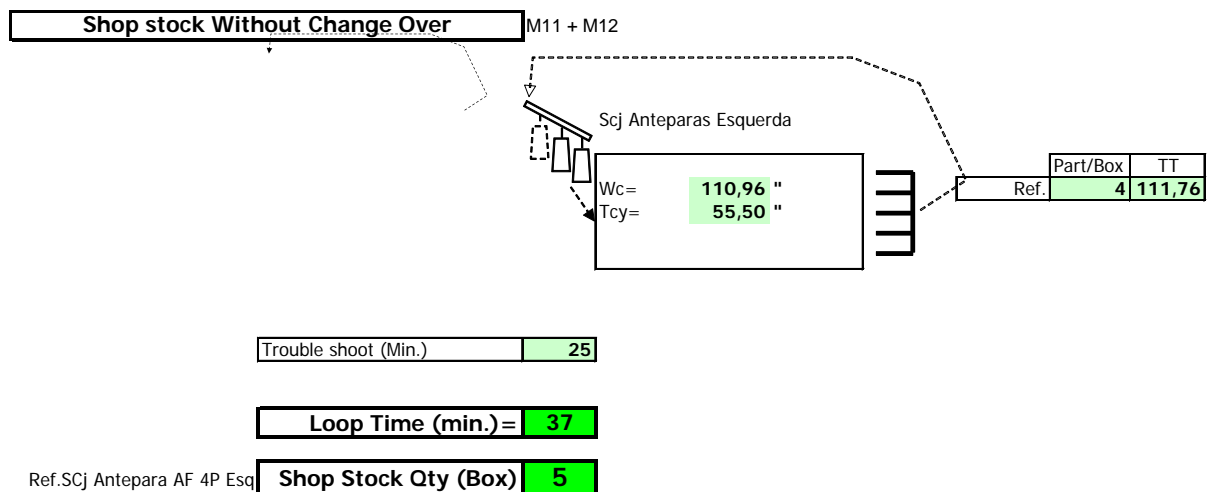 Shop stock Without Change Over M11 + M12
Scj Anteparas Esquerda
Part/Box TT
Ref. 4 111,76
Wc= 110,96 "
Tcy= 55,50 "
Trouble shoot (Min.) 25
Loop Time (min.)= 37
Ref.SCj Antepara AF 4P Esq Shop Stock Qty (Box) 5